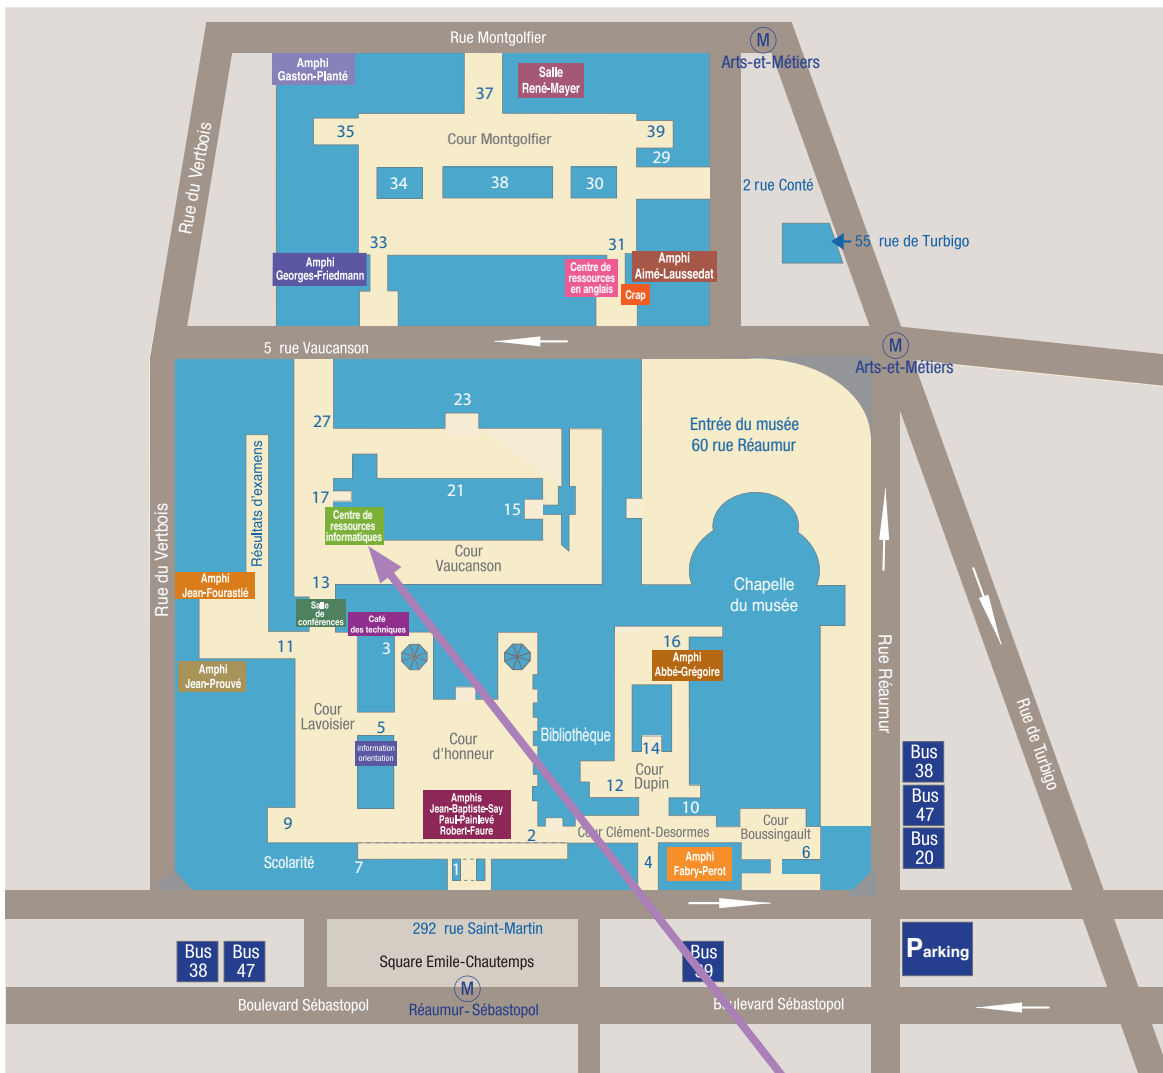 Rue Montgolfier
M
Arts-et-Métiers
Amphi
Gaston-Planté
Salle
René-Mayer
37
35
Cour Montgolfier
39
29
Rue du Vertbois
34
38
30
2 rue Conté
33
31
55 rue de Turbigo
Amphi
Georges-Friedmann
Centre de
ressources
en anglais
Amphi
Aimé-Laussedat
Crap
5 rue Vaucanson
M
Arts-et-Métiers
23
27
Entrée du musée
60 rue Réaumur
Résultats d'examens
17
21
15
Centre de
ressources
informatiques
Cour
Vaucanson
Rue du Vertbois
13
Amphi
Jean-Fourastié
Chapelle
du musée
Salle
de
conférences
Café
des techniques
11
3
16
Amphi
Abbé-Grégoire
Amphi
Jean-Prouvé
Rue Réaumur
Rue de Turbigo
Cour
Lavoisier
5
Cour
d'honneur
Bibliothèque
14
information
orientation
Cour
Dupin
12
10
Bus
38
Bus
47
Bus
20
Amphis
Jean-Baptiste-Say
Paul-Painlevé
Robert-Faure
9
2
Cour Clément-Desormes
Cour
Boussingault
Scolarité
7
1
4
Amphi
Fabry-Perot
6
292 rue Saint-Martin
Square Emile-Chautemps
Bus
38
Bus
47
Bus
39
Parking
M
Réaumur-Sébastopol
Boulevard Sébastopol
Boulevard Sébastopol